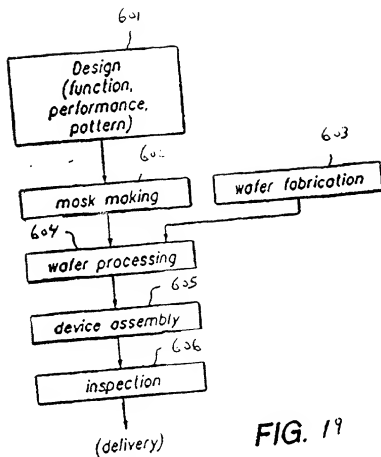 601
Design
(function,
performance,
pattern)
602
603
mask making
wafer fabrication
604
wafer processing
605
device assembly
606
inspection
(delivery)
FIG. 19